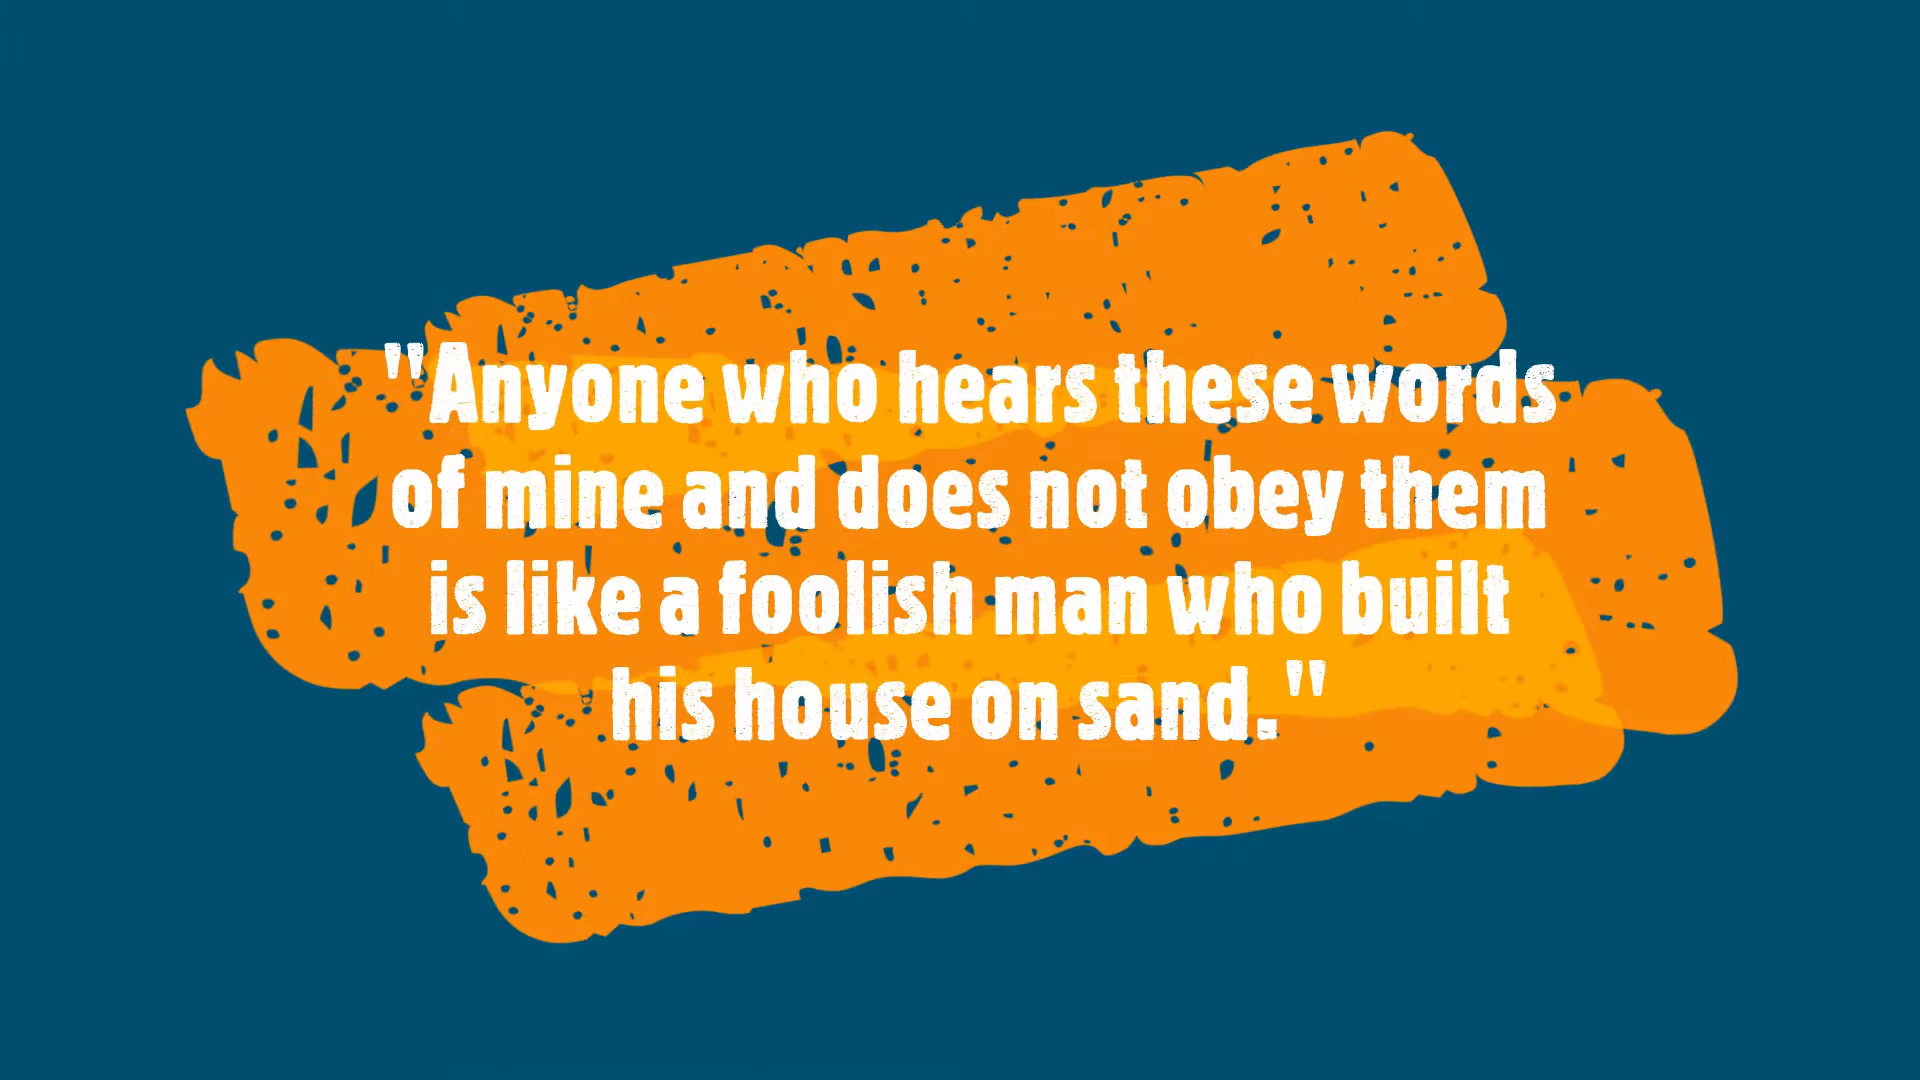 "Anyone who hears these words
of mine and does not obey them
is like a foolish man who built
his house on sand."